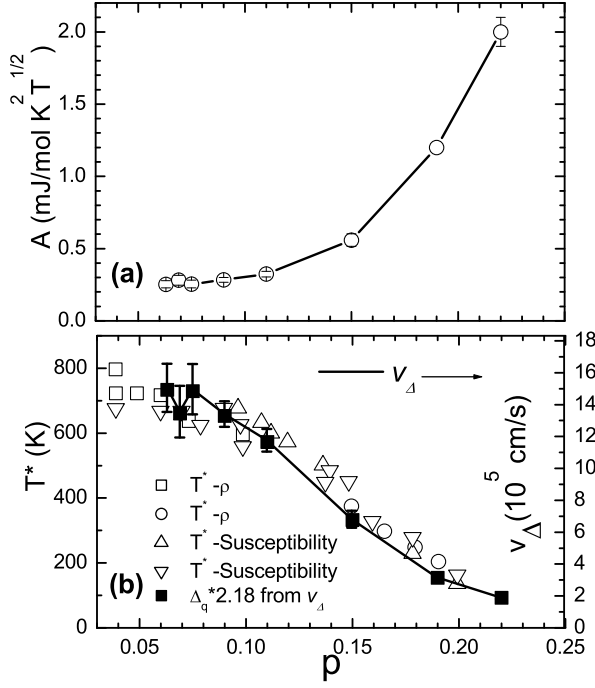 (a)
A (mJ/mol K² T^1/2)
2.0
1.5
1.0
0.5
0.0
(b)
T* (K)
800
600
400
200
0
v_Δ
T* -ρ
T* -ρ
T* -Susceptibility
T* -Susceptibility
Δ_q*2.18 from v_Δ
v_Δ(10⁵ cm/s)
18
16
14
12
10
8
6
4
2
0
0.05 0.10 0.15 0.20 0.25
p